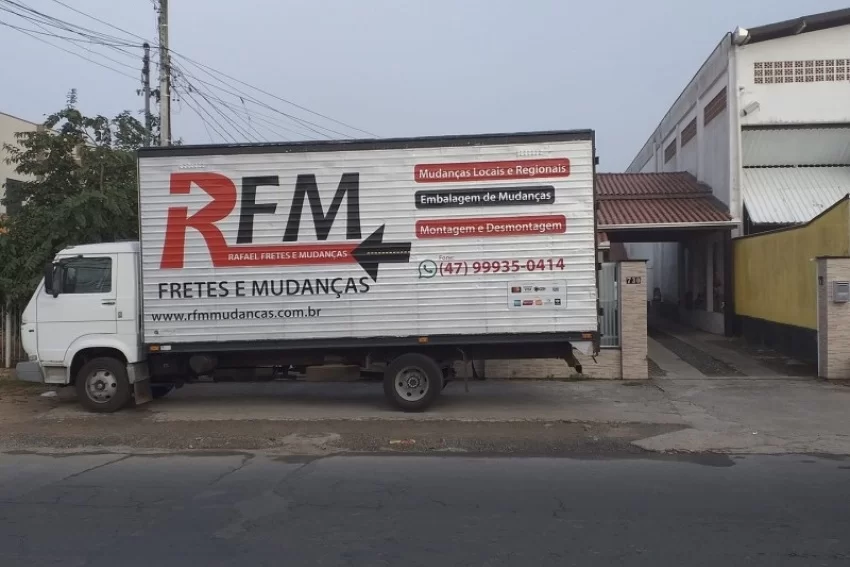 RFM
RAFAEL FRETES E MUDANÇAS
FRETES E MUDANÇAS
www.rfmmudancas.com.br
Mudanças Locais e Regionais
Embalagem de Mudanças
Montagem e Desmontagem
Fone:
(47) 99935-0414